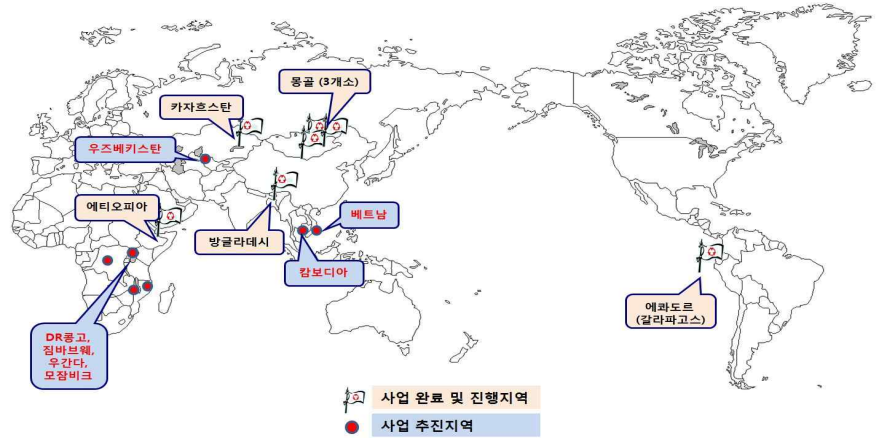 몽골 (3개소)
카자흐스탄
우즈베키스탄
에티오피아
베트남
방글라데시
캄보디아
에콰도르
(갈라파고스)
DR콩고,
짐바브웨,
우간다,
모잠비크
사업 완료 및 진행지역
사업 추진지역